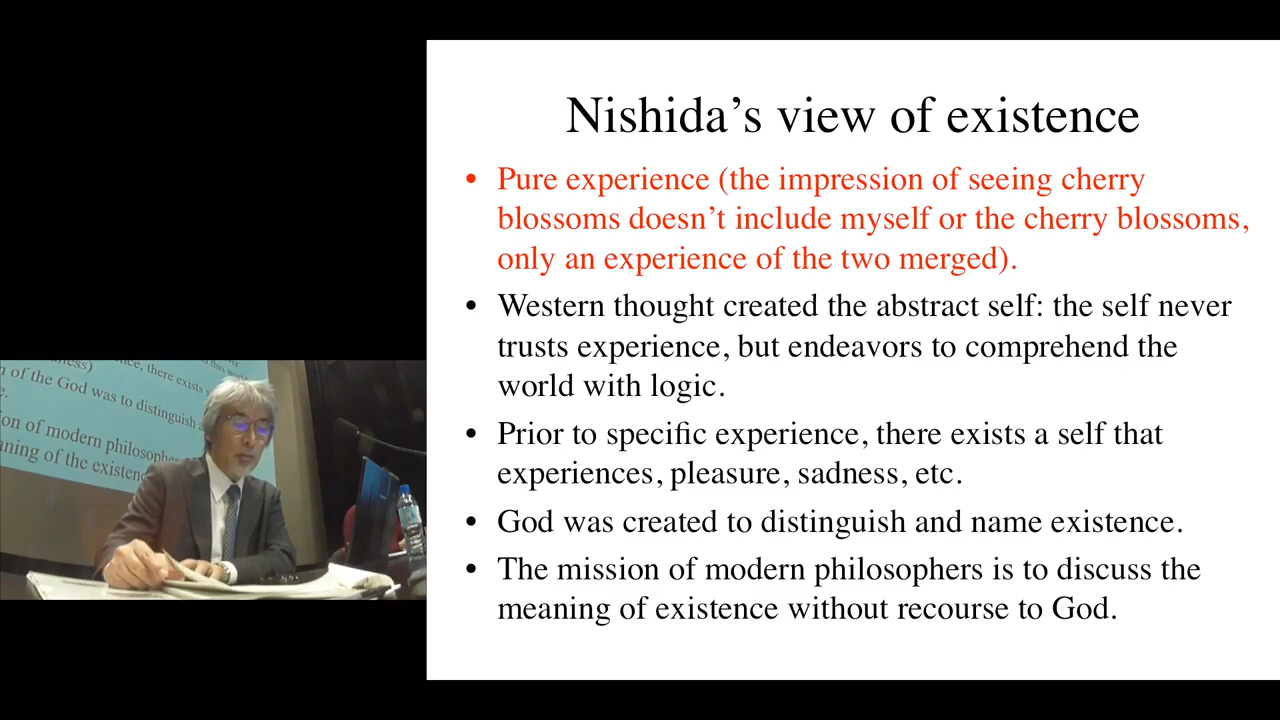 Nishida's view of existence
• Pure experience (the impression of seeing cherry
blossoms doesn't include myself or the cherry blossoms,
only an experience of the two merged).
• Western thought created the abstract self: the self never
trusts experience, but endeavors to comprehend the
world with logic.
• Prior to specific experience, there exists a self that
experiences, pleasure, sadness, etc.
• God was created to distinguish and name existence.
• The mission of modern philosophers is to discuss the
meaning of existence without recourse to God.
there exists
of the God was to distinguish
of modern
of the